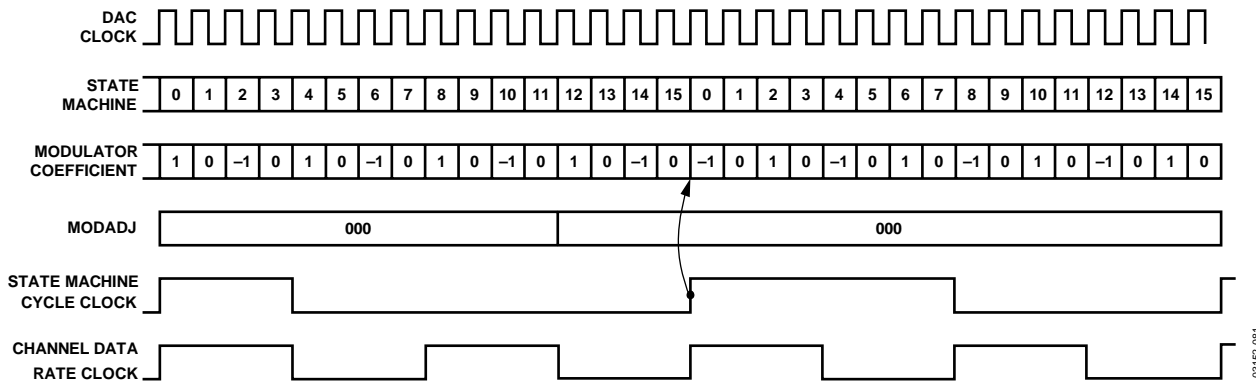 DAC
CLOCK
STATE
MACHINE
0 1 2 3 4 5 6 7 8 9 10 11 12 13 14 15 0 1 2 3 4 5 6 7 8 9 10 11 12 13 14 15
MODULATOR
COEFFICIENT
1 0 –1 0 1 0 –1 0 1 0 –1 0 1 0 –1 0 –1 0 1 0 –1 0 1 0 –1 0 1 0 –1 0 1 0
MODADJ
000 000
STATE MACHINE
CYCLE CLOCK
CHANNEL DATA
RATE CLOCK
03152-081